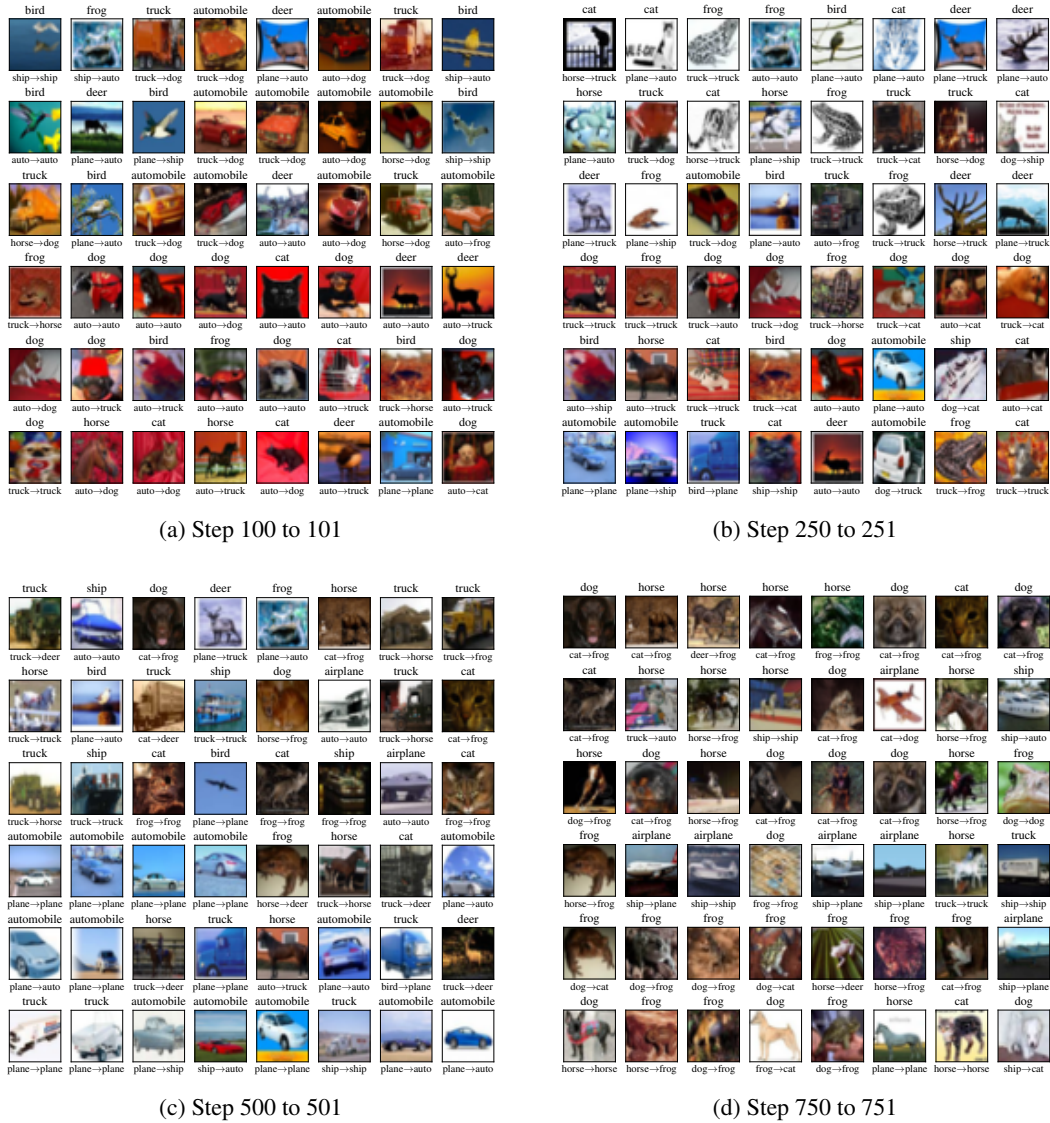 bird frog truck automobile deer automobile truck bird
ship→ship ship→auto truck→dog truck→dog plane→auto auto→dog truck→dog ship→ship
bird deer bird automobile automobile automobile automobile bird
auto→auto plane→auto plane→ship truck→dog truck→dog auto→dog horse→dog ship→ship
truck bird automobile automobile deer automobile truck automobile
horse→dog plane→auto truck→dog truck→dog auto→auto auto→auto horse→dog auto→frog
frog dog dog dog cat dog deer deer
truck→horse auto→auto auto→auto auto→dog auto→auto auto→auto auto→auto auto→truck
dog dog bird frog dog cat bird dog
auto→dog auto→truck auto→truck auto→auto auto→auto auto→truck truck→horse auto→truck
dog horse cat horse cat deer automobile dog
truck→truck auto→dog auto→dog auto→truck auto→dog auto→truck plane→plane auto→cat
(a) Step 100 to 101
cat cat frog frog bird cat deer deer
horse→truck plane→auto truck→truck auto→auto plane→auto plane→auto plane→truck plane→auto
horse truck cat horse frog truck truck cat
plane→auto truck→dog horse→truck plane→ship truck→truck truck→cat horse→dog dog→ship
deer frog automobile bird truck frog deer deer
plane→truck plane→ship truck→dog plane→auto auto→frog truck→truck horse→truck plane→truck
dog frog dog frog dog dog dog
truck→truck truck→truck truck→dog truck→horse truck→cat auto→cat truck→cat
bird horse cat bird dog automobile ship cat
auto→ship auto→truck truck→truck truck→cat auto→auto plane→auto dog→cat auto→cat
automobile automobile truck cat deer automobile frog cat
plane→plane plane→ship bird→plane ship→ship auto→auto dog→truck truck→frog truck→truck
(b) Step 250 to 251
truck ship dog deer frog horse truck truck
truck→deer auto→auto cat→frog plane→truck plane→auto cat→frog truck→horse truck→frog
horse bird truck ship dog airplane truck cat
truck→truck plane→auto cat→deer truck→truck horse→frog plane→auto truck→horse cat→frog
truck ship cat bird cat ship airplane cat
truck→horse truck→truck frog→frog plane→plane frog→frog frog→frog auto→auto frog→frog
automobile automobile automobile automobile frog horse cat automobile
plane→plane plane→plane plane→plane plane→plane horse→deer truck→horse truck→deer plane→plane
automobile automobile horse truck horse automobile truck deer
plane→auto plane→plane truck→deer plane→plane auto→truck plane→auto bird→plane truck→deer
truck truck automobile automobile automobile truck automobile automobile
plane→plane plane→plane plane→ship ship→auto plane→plane ship→ship plane→auto plane→auto
(c) Step 500 to 501
dog horse horse horse horse dog cat dog
cat→frog cat→frog deer→frog cat→frog frog→frog cat→frog cat→frog cat→frog
cat horse horse horse dog airplane horse ship
cat→frog truck→auto horse→frog ship→ship cat→frog cat→dog horse→frog ship→auto
horse dog horse dog dog dog horse frog
dog→frog cat→frog cat→frog cat→frog cat→frog cat→frog horse→frog dog→dog
frog airplane airplane dog airplane airplane horse truck
horse→frog ship→plane ship→ship frog→frog ship→plane ship→plane truck→truck ship→ship
frog frog frog frog frog frog frog airplane
dog→cat dog→frog dog→frog dog→cat horse→deer horse→frog cat→frog ship→plane
dog frog frog dog frog horse cat dog
horse→horse horse→frog dog→frog frog→cat dog→frog plane→plane horse→horse ship→cat
(d) Step 750 to 751